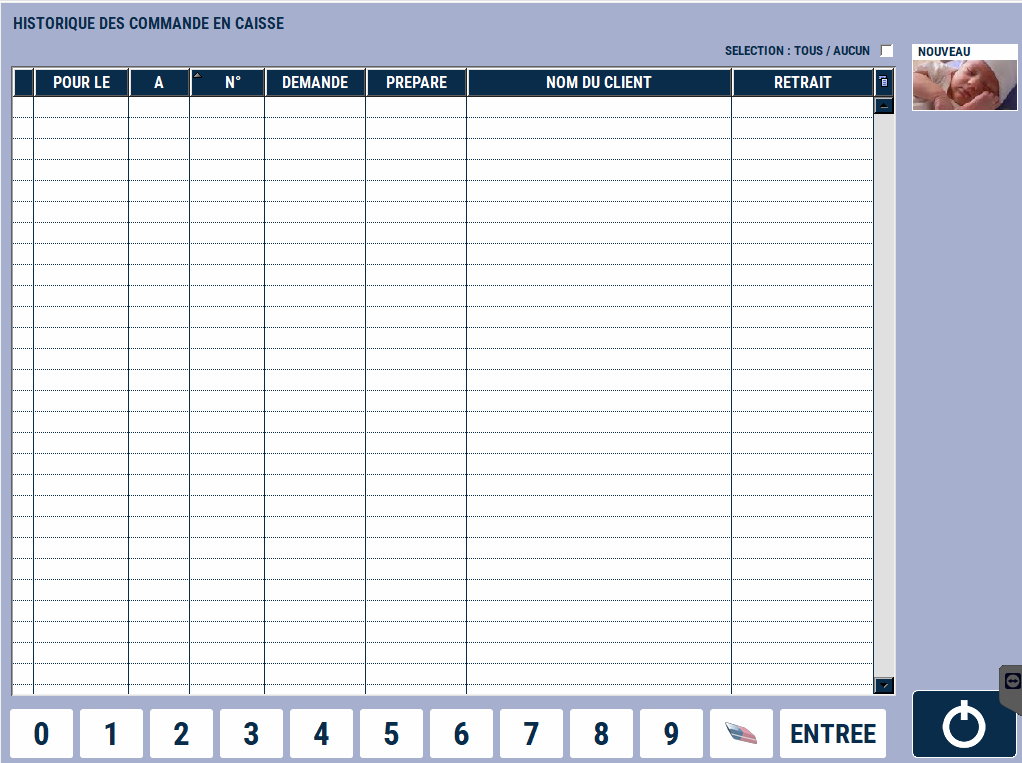 HISTORIQUE DES COMMANDE EN CAISSE
SELECTION : TOUS / AUCUN
NOUVEAU
POUR LE A N° DEMANDE PREPARE NOM DU CLIENT RETRAIT
0 1 2 3 4 5 6 7 8 9 ENTREE